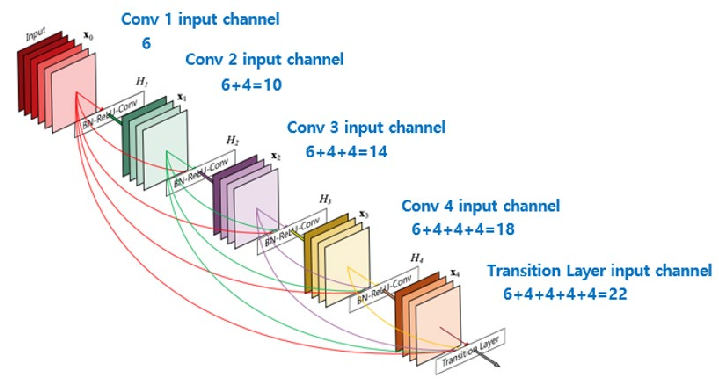 Input
x0
Conv 1 input channel
6
H1
BN-ReLU-Conv
x1
Conv 2 input channel
6+4=10
H2
BN-ReLU-Conv
x2
Conv 3 input channel
6+4+4=14
H3
BN-ReLU-Conv
x3
Conv 4 input channel
6+4+4+4=18
H4
BN-ReLU-Conv
x4
Transition Layer input channel
6+4+4+4+4=22
Transition Layer